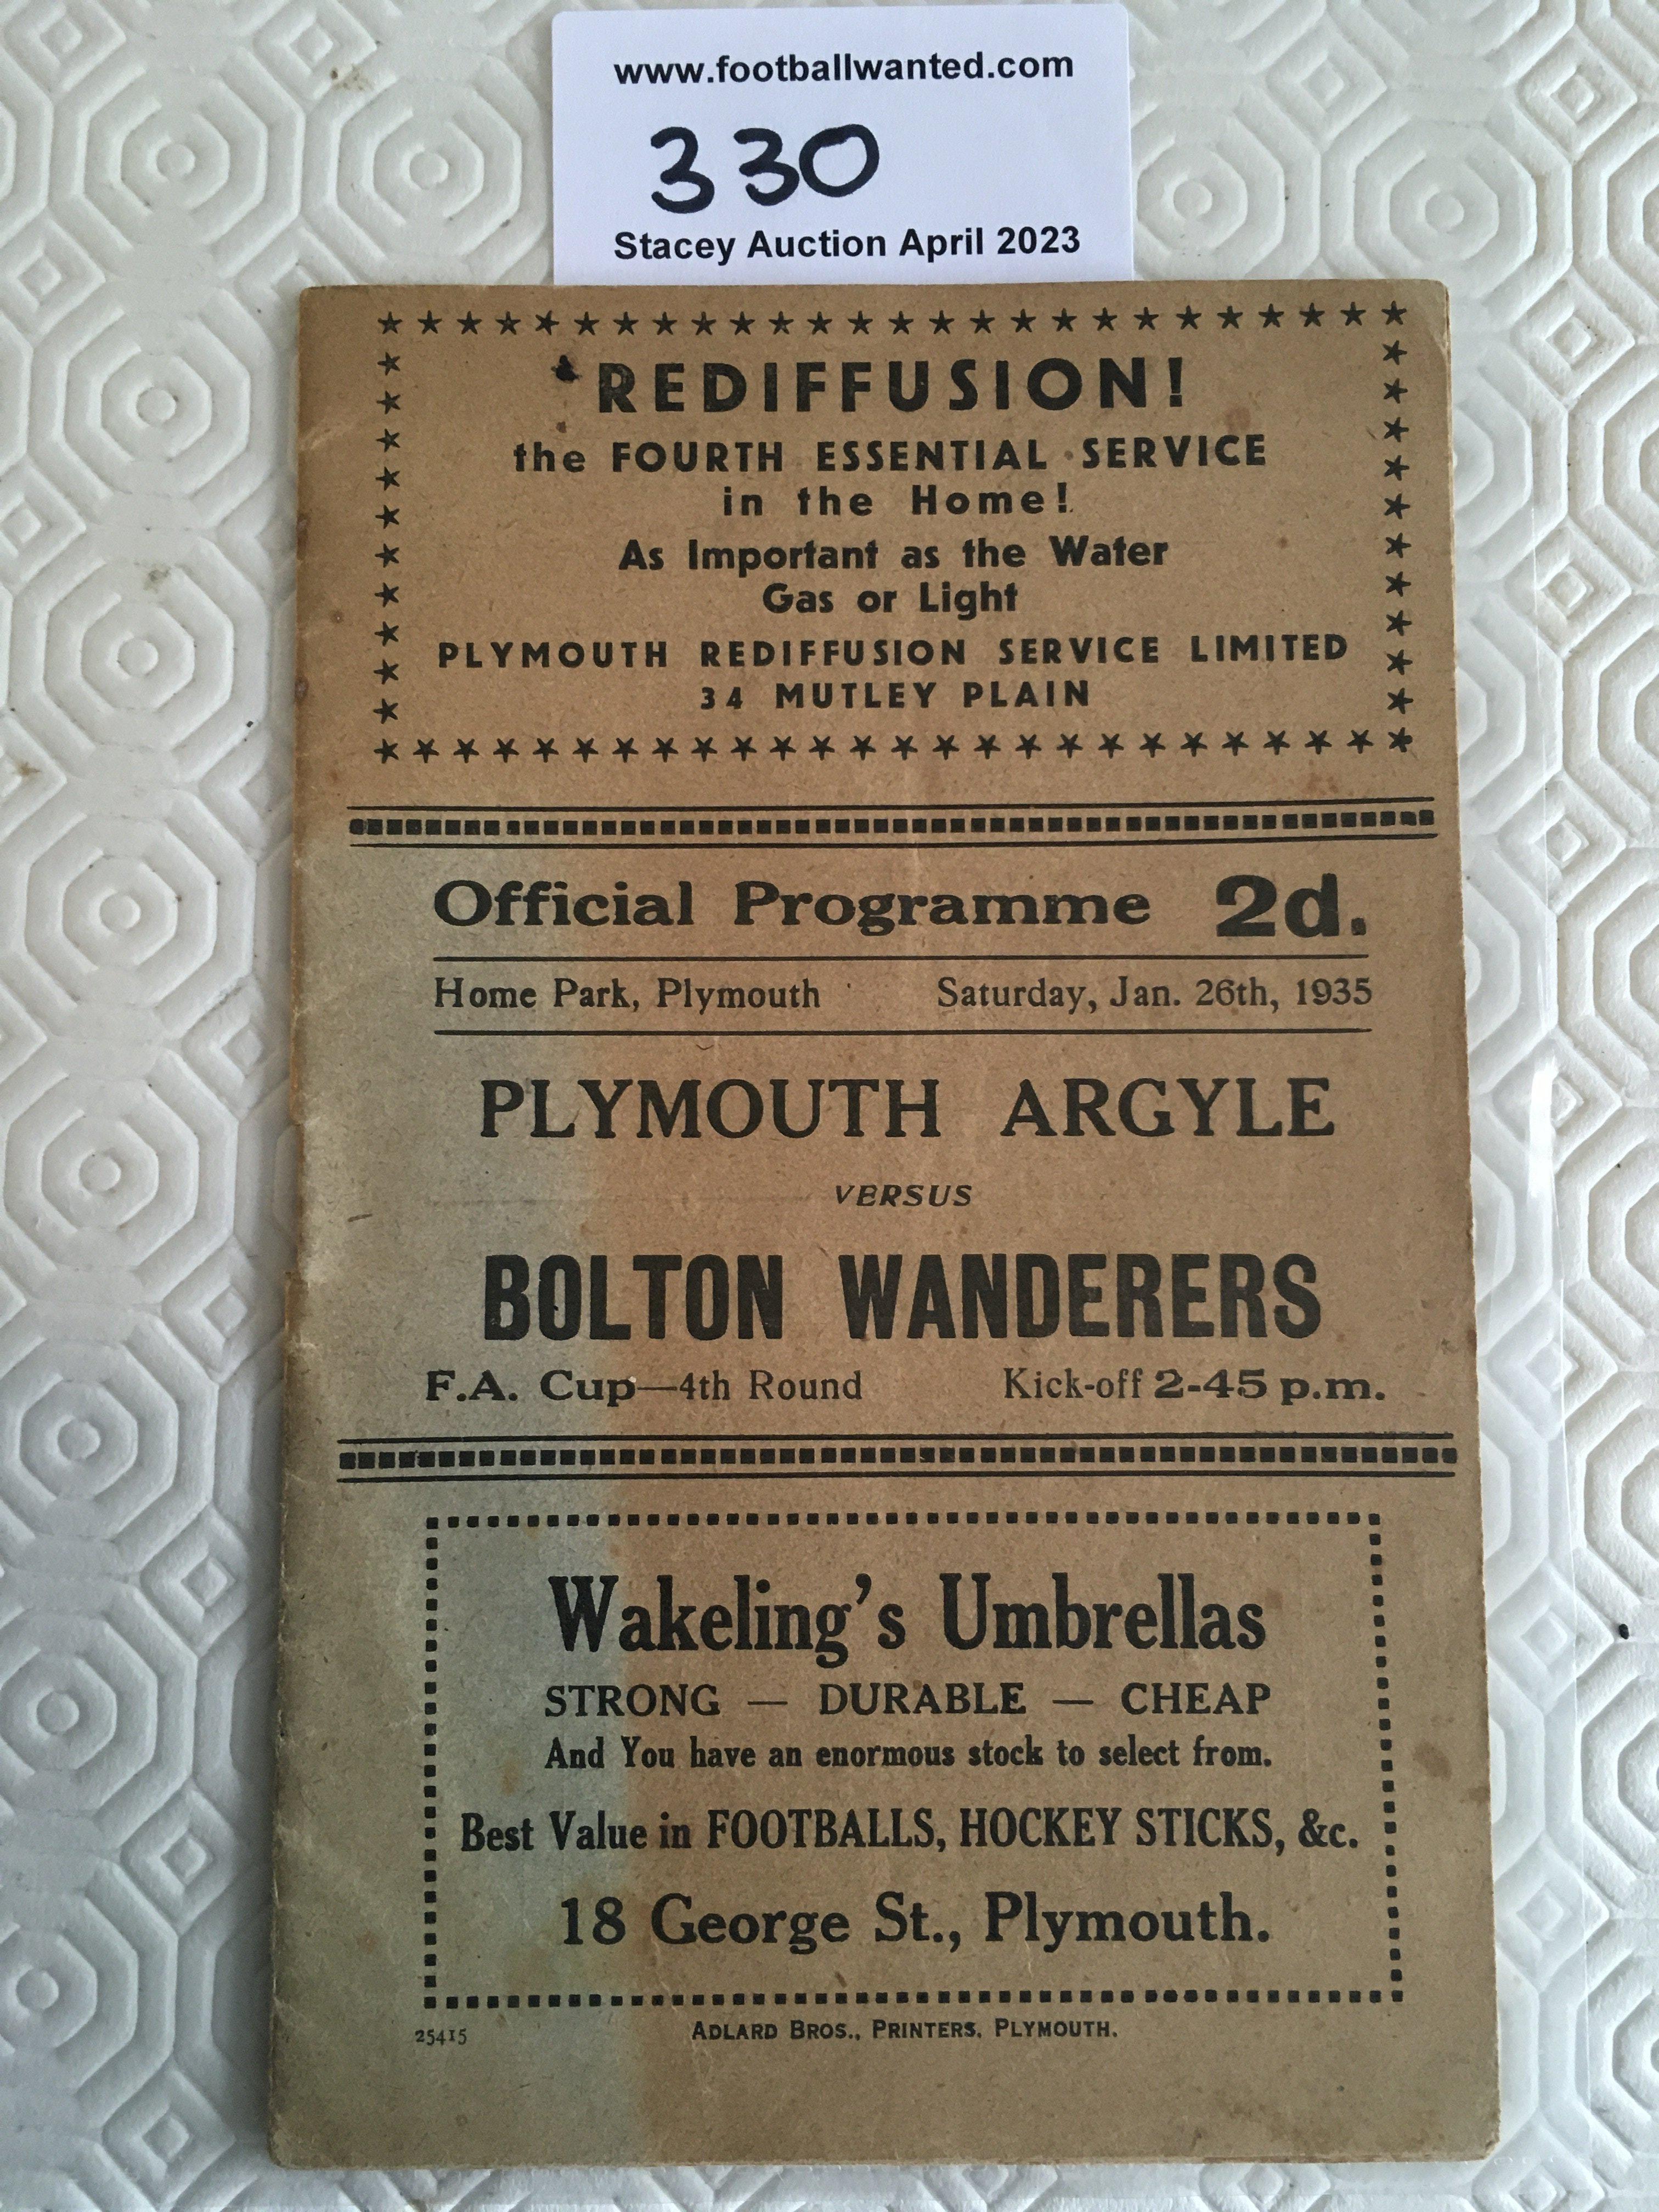 www.footballwanted.com
330
Stacey Auction April 2023
REDIFFUSION!
the FOURTH ESSENTIAL SERVICE
in the Home!
As Important as the Water
Gas or Light
PLYMOUTH REDIFFUSION SERVICE LIMITED
34 MUTLEY PLAIN
Official Programme 2d.
Home Park, Plymouth Saturday, Jan. 26th, 1935
PLYMOUTH ARGYLE
VERSUS
BOLTON WANDERERS
F.A. Cup—4th Round Kick-off 2-45 p.m.
Wakeling's Umbrellas
STRONG — DURABLE — CHEAP
And You have an enormous stock to select from.
Best Value in FOOTBALLS, HOCKEY STICKS, &c.
18 George St., Plymouth.
25415 ADLARD BROS., PRINTERS, PLYMOUTH.